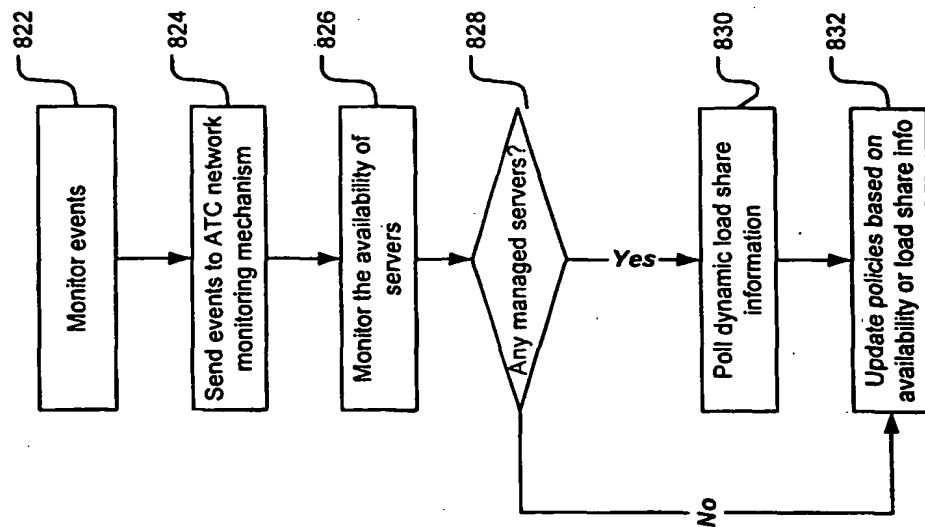 822
Monitor events
824
Send events to ATC network
monitoring mechanism
826
Monitor the availability of
servers
828
Any managed servers?
Yes
830
Poll dynamic load share
information
832
Update policies based on
availability or load share info
No